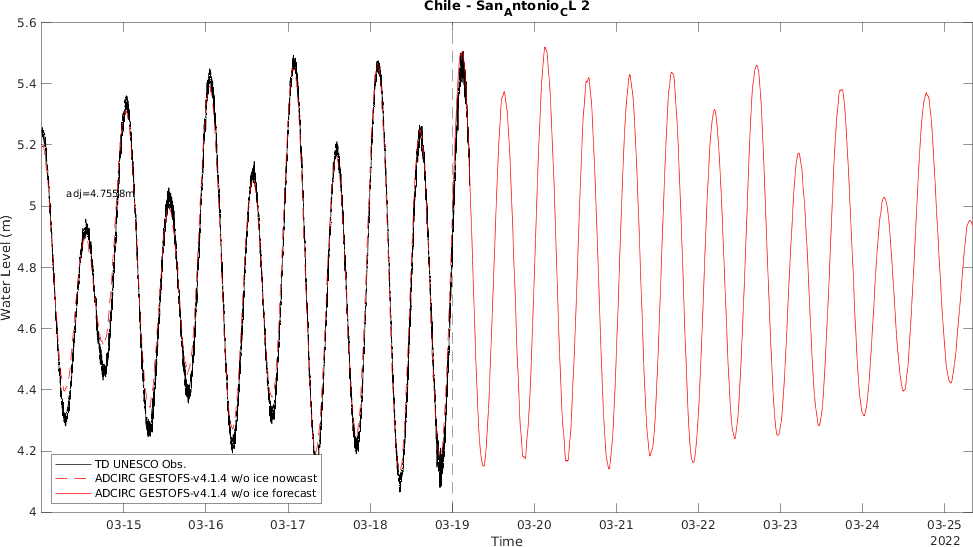 Chile - SanAntonioCL 2
5.6
5.4
5.2
5
4.8
4.6
4.4
4.2
4
Water Level (m)
adj=4.7558m
TD UNESCO Obs.
ADCIRC GESTOFS-v4.1.4 w/o ice nowcast
ADCIRC GESTOFS-v4.1.4 w/o ice forecast
03-15 03-16 03-17 03-18 03-19 03-20 03-21 03-22 03-23 03-24 03-25
Time
2022